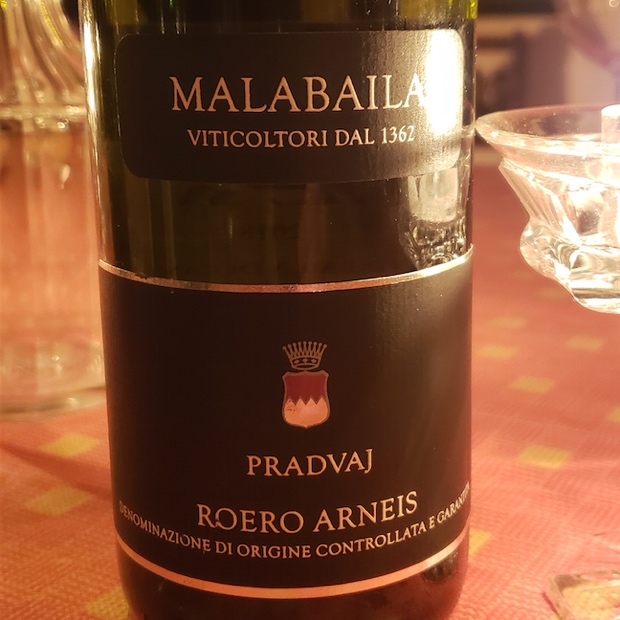 MALABAILA
VITICOLTORI DAL 1362
PRADVAJ
ROERO ARNEIS
DENOMINAZIONE DI ORIGINE CONTROLLATA E GARANTITA